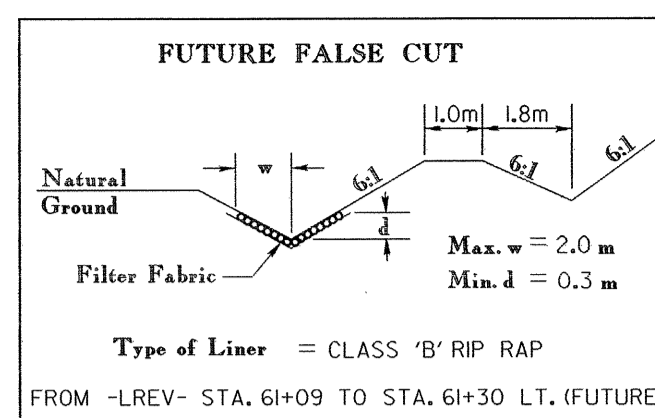 FUTURE FALSE CUT
1.0m 1.8m
w
6:1
6:1
6:1
Natural
Ground
d
Filter Fabric
Max. w = 2.0 m
Min. d = 0.3 m
Type of Liner = CLASS 'B' RIP RAP
FROM -LREV- STA. 61+09 TO STA. 61+30 LT. (FUTURE